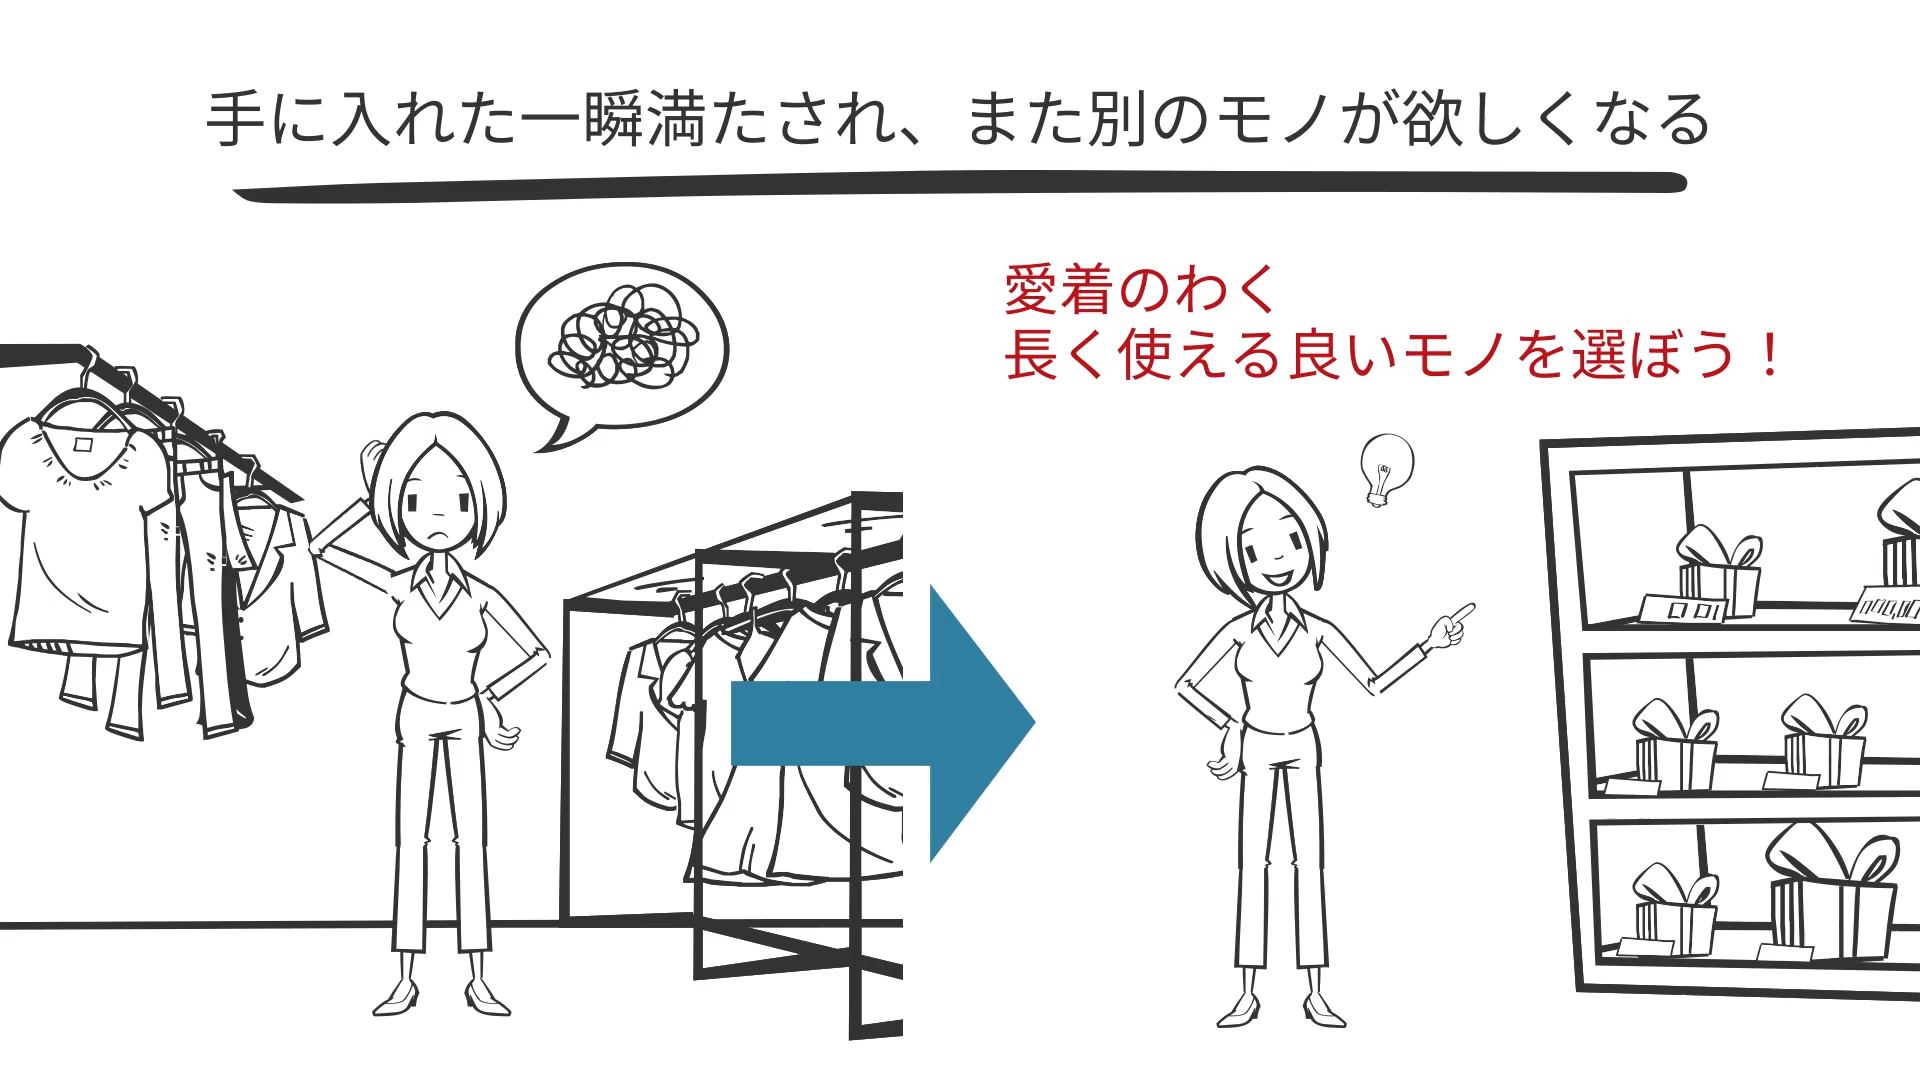 手に入れた一瞬満たされ、また別のモノが欲しくなる
愛着のわく
長く使える良いモノを選ぼう！